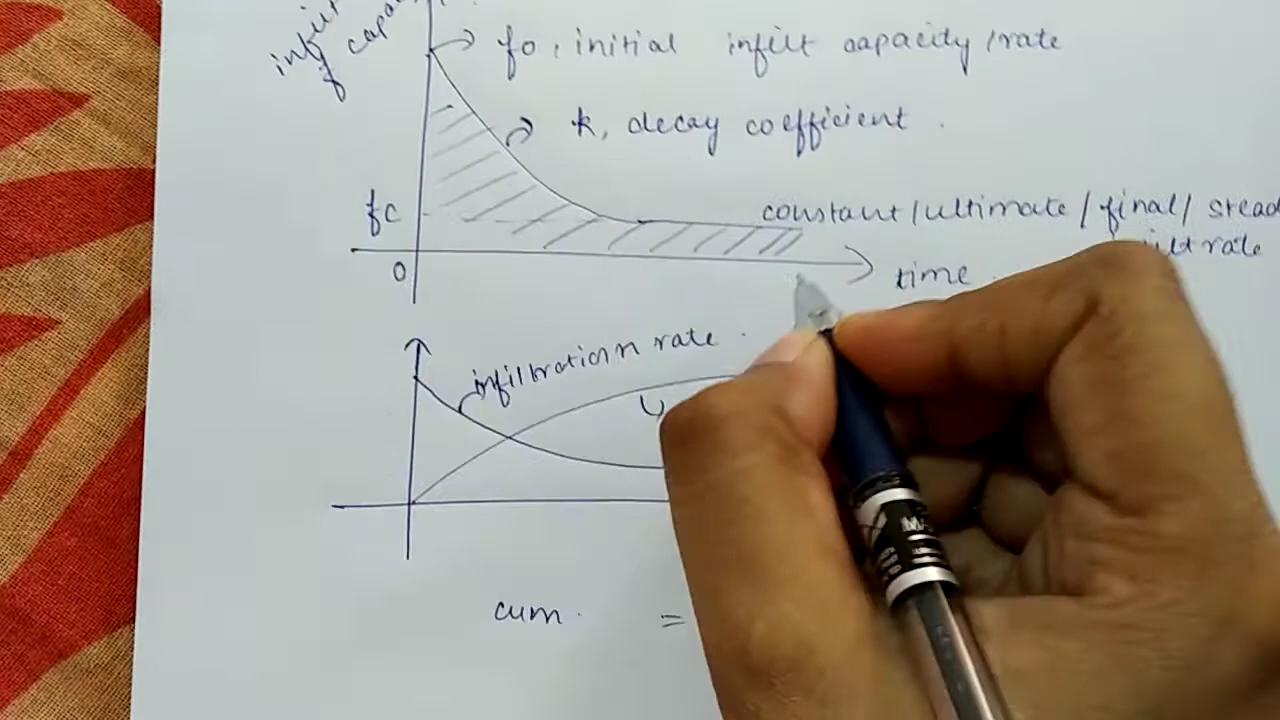 infilt
capa
f
fo, initial infilt capacity/rate
k, decay coefficient.
fc
constant/ultimate/final/stead
ilt rate
0
time.
infiltration rate.
cum.
=